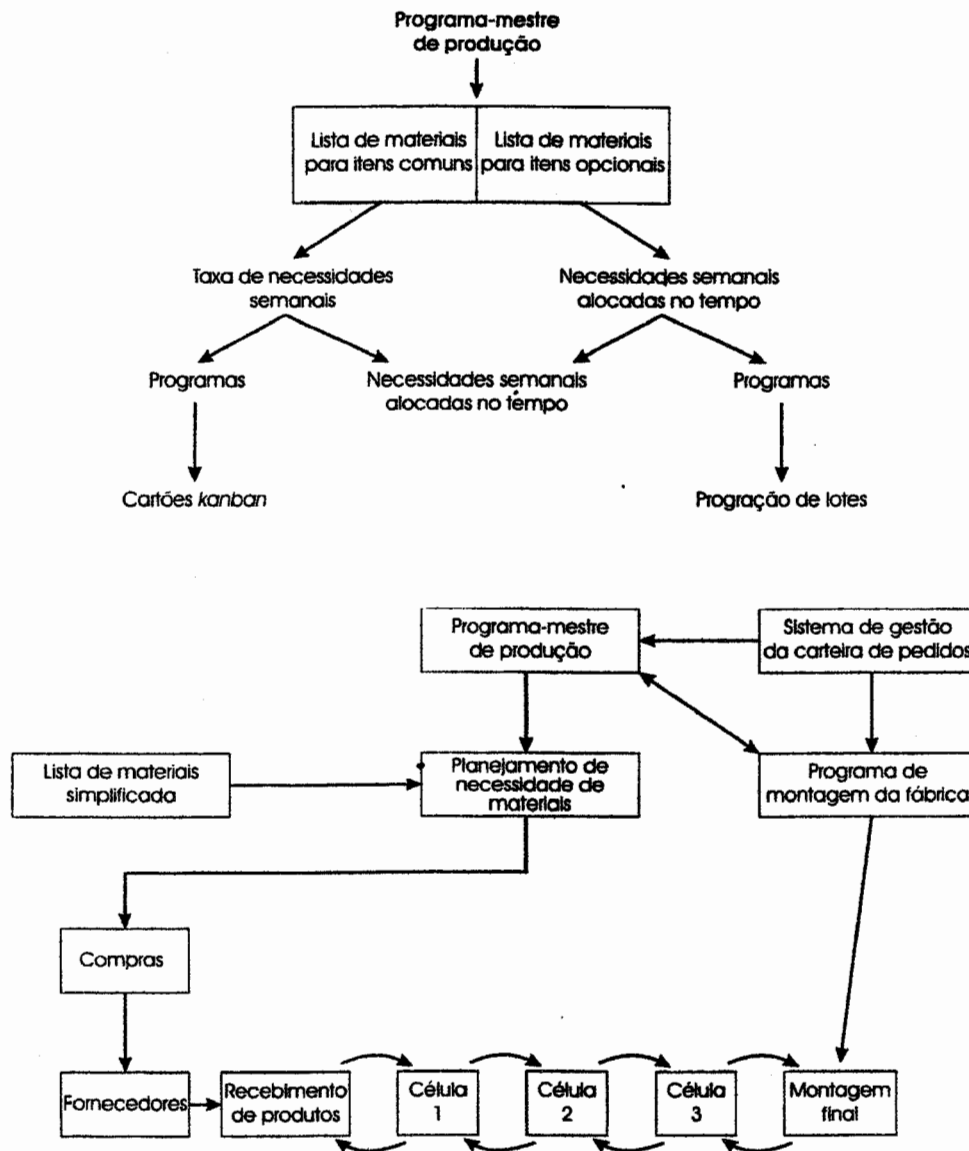 Programa-mestre
de produção
Lista de materiais
para itens comuns
Lista de materiais
para itens opcionais
Taxa de necessidades
semanais
Necessidades semanais
alocadas no tempo
Programas
Necessidades semanais
alocadas no tempo
Programas
Cartões kanban
Progração de lotes
Programa-mestre
de produção
Sistema de gestão
da carteira de pedidos
Lista de materiais
simplificada
Planejamento de
necessidade de
materiais
Programa de
montagem da fábrica
Compras
Fornecedores
Recebimento
de produtos
Célula
1
Célula
2
Célula
3
Montagem
final